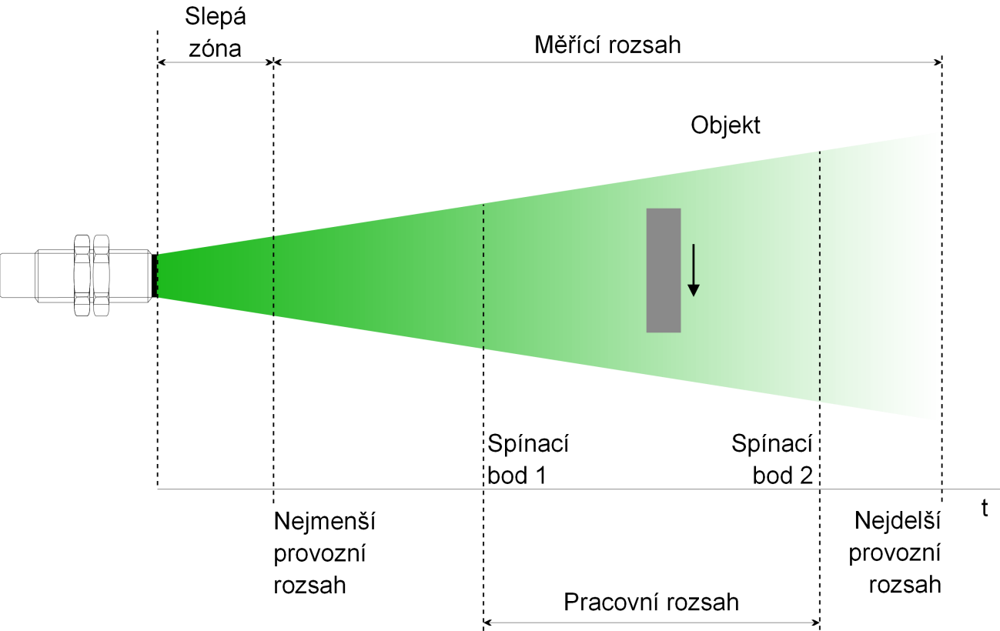 Slepá
zóna
Měřící rozsah
Objekt
Spínací
bod 1
Spínací
bod 2
t
Nejmenší
provozní
rozsah
Nejdelší
provozní
rozsah
Pracovní rozsah